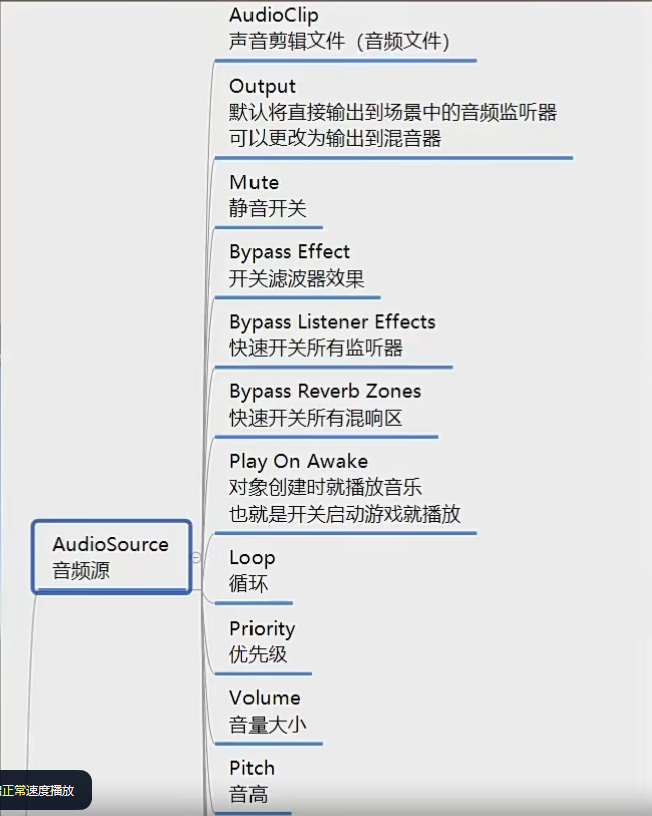 AudioClip
声音剪辑文件（音频文件）
Output
默认将直接输出到场景中的音频监听器
可以更改为输出到混音器
Mute
静音开关
Bypass Effect
开关滤波器效果
Bypass Listener Effects
快速开关所有监听器
Bypass Reverb Zones
快速开关所有混响区
Play On Awake
对象创建时就播放音乐
也就是开关启动游戏就播放
AudioSource
音频源
Loop
循环
Priority
优先级
Volume
音量大小
Pitch
音高
正常速度播放